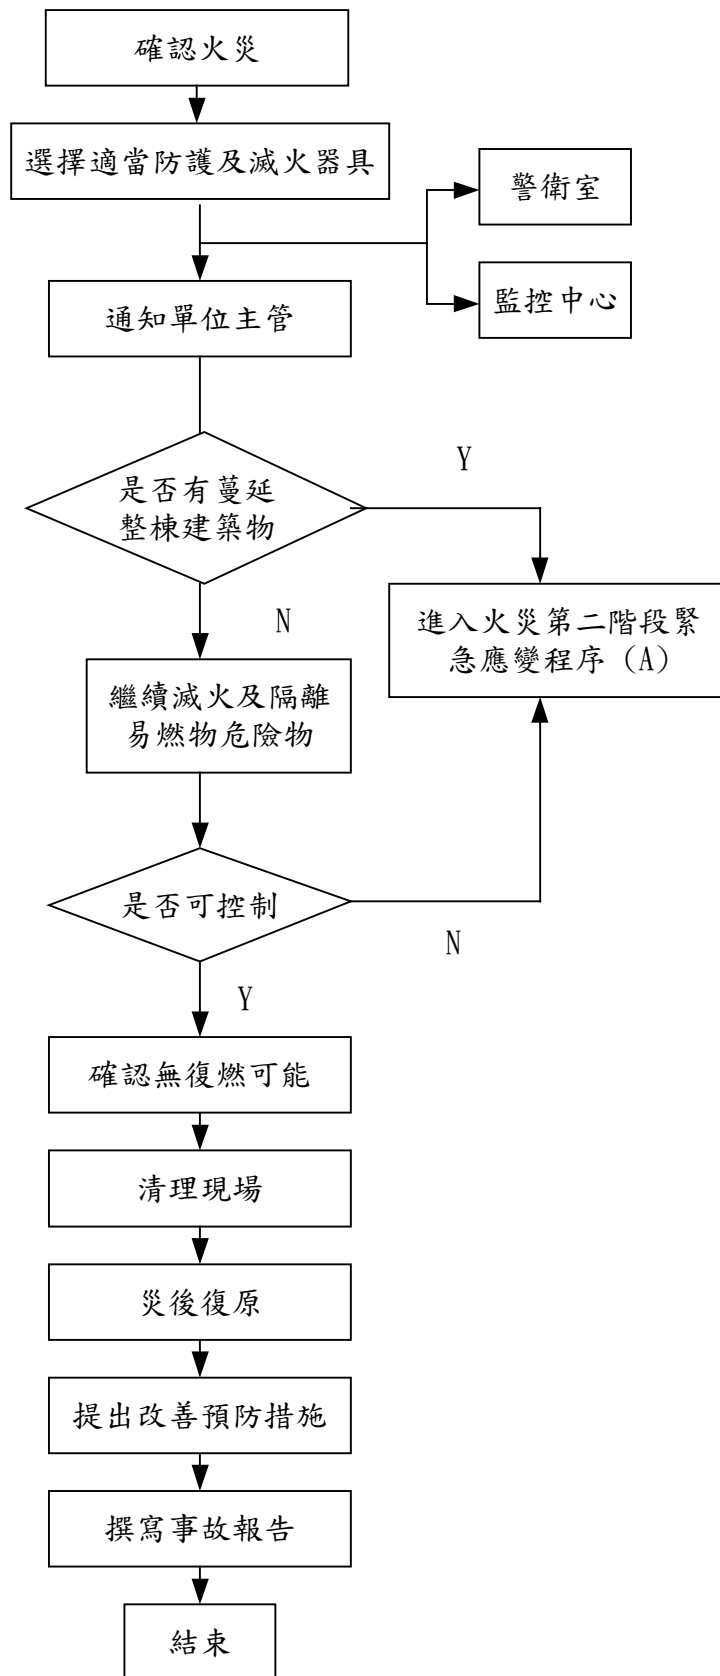 確認火災
選擇適當防護及滅火器具
警衛室
監控中心
通知單位主管
是否有蔓延
整棟建築物
Y
N
進入火災第二階段緊
急應變程序 (A)
繼續滅火及隔離
易燃物危險物
是否可控制
N
Y
確認無復燃可能
清理現場
災後復原
提出改善預防措施
撰寫事故報告
結束